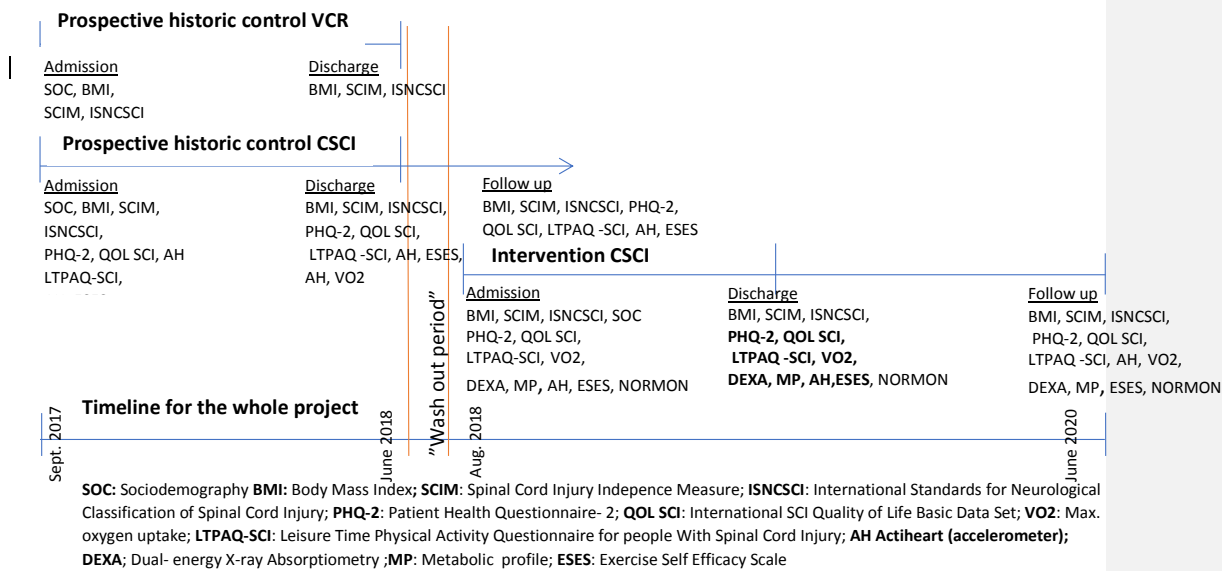 Prospective historic control VCR
Admission
SOC, BMI,
SCIM, ISNCSCI
Discharge
BMI, SCIM, ISNCSCI
Prospective historic control CSCI
Admission
SOC, BMI, SCIM,
ISNCSCI,
PHQ-2, QOL SCI, AH
LTPAQ-SCI,
Discharge
BMI, SCIM, ISNCSCI,
PHQ-2, QOL SCI,
LTPAQ -SCI, AH, ESES,
AH, VO2
Follow up
BMI, SCIM, ISNCSCI, PHQ-2,
QOL SCI, LTPAQ -SCI, AH, ESES
"Wash out period"
Intervention CSCI
Admission
BMI, SCIM, ISNCSCI, SOC
PHQ-2, QOL SCI,
LTPAQ-SCI, VO2,
DEXA, MP, AH, ESES, NORMON
Discharge
BMI, SCIM, ISNCSCI,
PHQ-2, QOL SCI,
LTPAQ -SCI, VO2,
DEXA, MP, AH,ESES, NORMON
Follow up
BMI, SCIM, ISNCSCI,
PHQ-2, QOL SCI,
LTPAQ -SCI, AH, VO2,
DEXA, MP, ESES, NORMON
Timeline for the whole project
Sept. 2017
June 2018
Aug. 2018
June 2020
SOC: Sociodemography BMI: Body Mass Index; SCIM: Spinal Cord Injury Indepence Measure; ISNCSCI: International Standards for Neurological
Classification of Spinal Cord Injury; PHQ-2: Patient Health Questionnaire- 2; QOL SCI: International SCI Quality of Life Basic Data Set; VO2: Max.
oxygen uptake; LTPAQ-SCI: Leisure Time Physical Activity Questionnaire for people With Spinal Cord Injury; AH Actiheart (accelerometer);
DEXA; Dual- energy X-ray Absorptiometry ;MP: Metabolic profile; ESES: Exercise Self Efficacy Scale